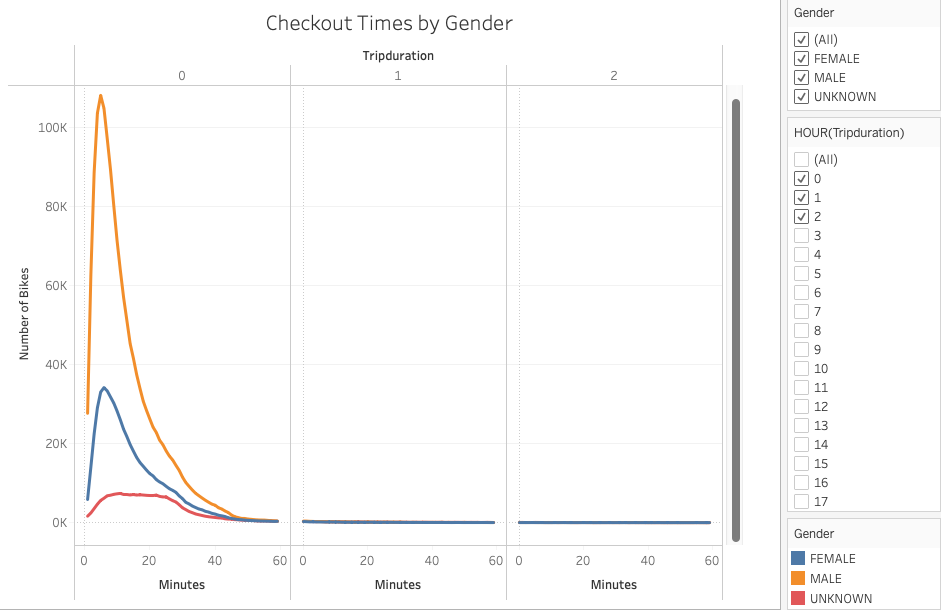 Checkout Times by Gender
Tripduration
0 1 2
100K
80K
60K
40K
20K
0K
Number of Bikes
0 20 40 60 0 20 40 60 0 20 40 60
Minutes Minutes Minutes
Gender
(All)
FEMALE
MALE
UNKNOWN
HOUR(Tripduration)
(All)
0
1
2
3
4
5
6
7
8
9
10
11
12
13
14
15
16
17
Gender
FEMALE
MALE
UNKNOWN